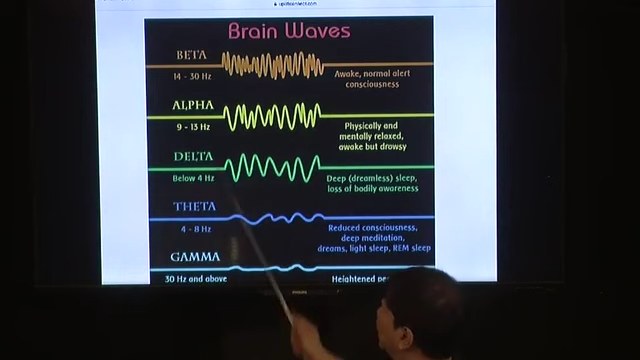 upliftconnect.com
Brain Waves
BETA
14 - 30 Hz
Awake, normal alert
consciousness
ALPHA
9 - 13 Hz
Physically and
mentally relaxed,
awake but drowsy
DELTA
Below 4 Hz
Deep (dreamless) sleep,
loss of bodily awareness
THETA
4 - 8 Hz
Reduced consciousness,
deep meditation,
dreams, light sleep, REM sleep
GAMMA
30 Hz and above
Heightened